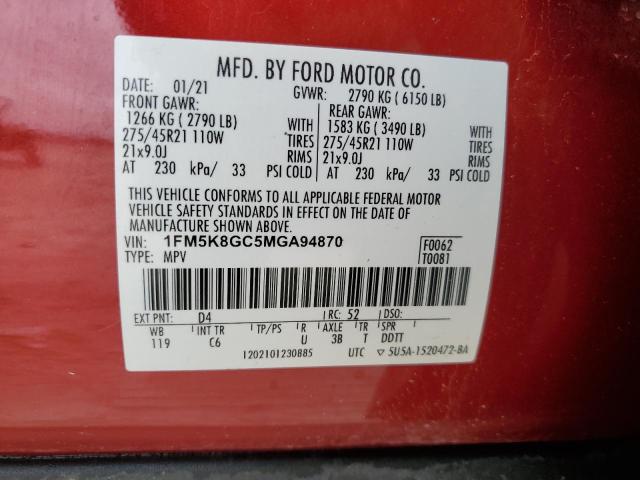 MFD. BY FORD MOTOR CO.
DATE: 01/21 GVWR: 2790 KG ( 6150 LB)
FRONT GAWR: REAR GAWR:
1266 KG ( 2790 LB) WITH 1583 KG ( 3490 LB) WITH
275/45R21 110W TIRES 275/45R21 110W TIRES
21x9.0J RIMS 21x9.0J RIMS
AT 230 kPa/ 33 PSI COLD AT 230 kPa/ 33 PSI COLD
THIS VEHICLE CONFORMS TO ALL APPLICABLE FEDERAL MOTOR
VEHICLE SAFETY STANDARDS IN EFFECT ON THE DATE OF
MANUFACTURE SHOWN ABOVE.
VIN: 1FM5K8GC5MGA94870 F0062
TYPE: MPV T0081
EXT PNT: D4 RC: 52 DSO:
WB INT TR TP/PS R AXLE TR SPR
119 C6 U 3B T DDTT
1202101230885 UTC ▽ 5U5A-1520472-BA